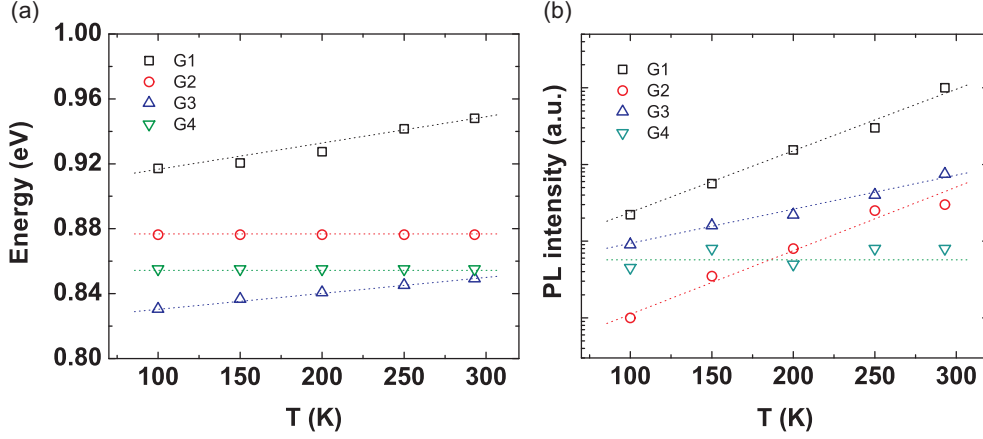 (a)
1.00
0.96
0.92
0.88
0.84
0.80
Energy (eV)
G1
G2
G3
G4
100 150 200 250 300
T (K)
(b)
PL intensity (a.u.)
G1
G2
G3
G4
100 150 200 250 300
T (K)